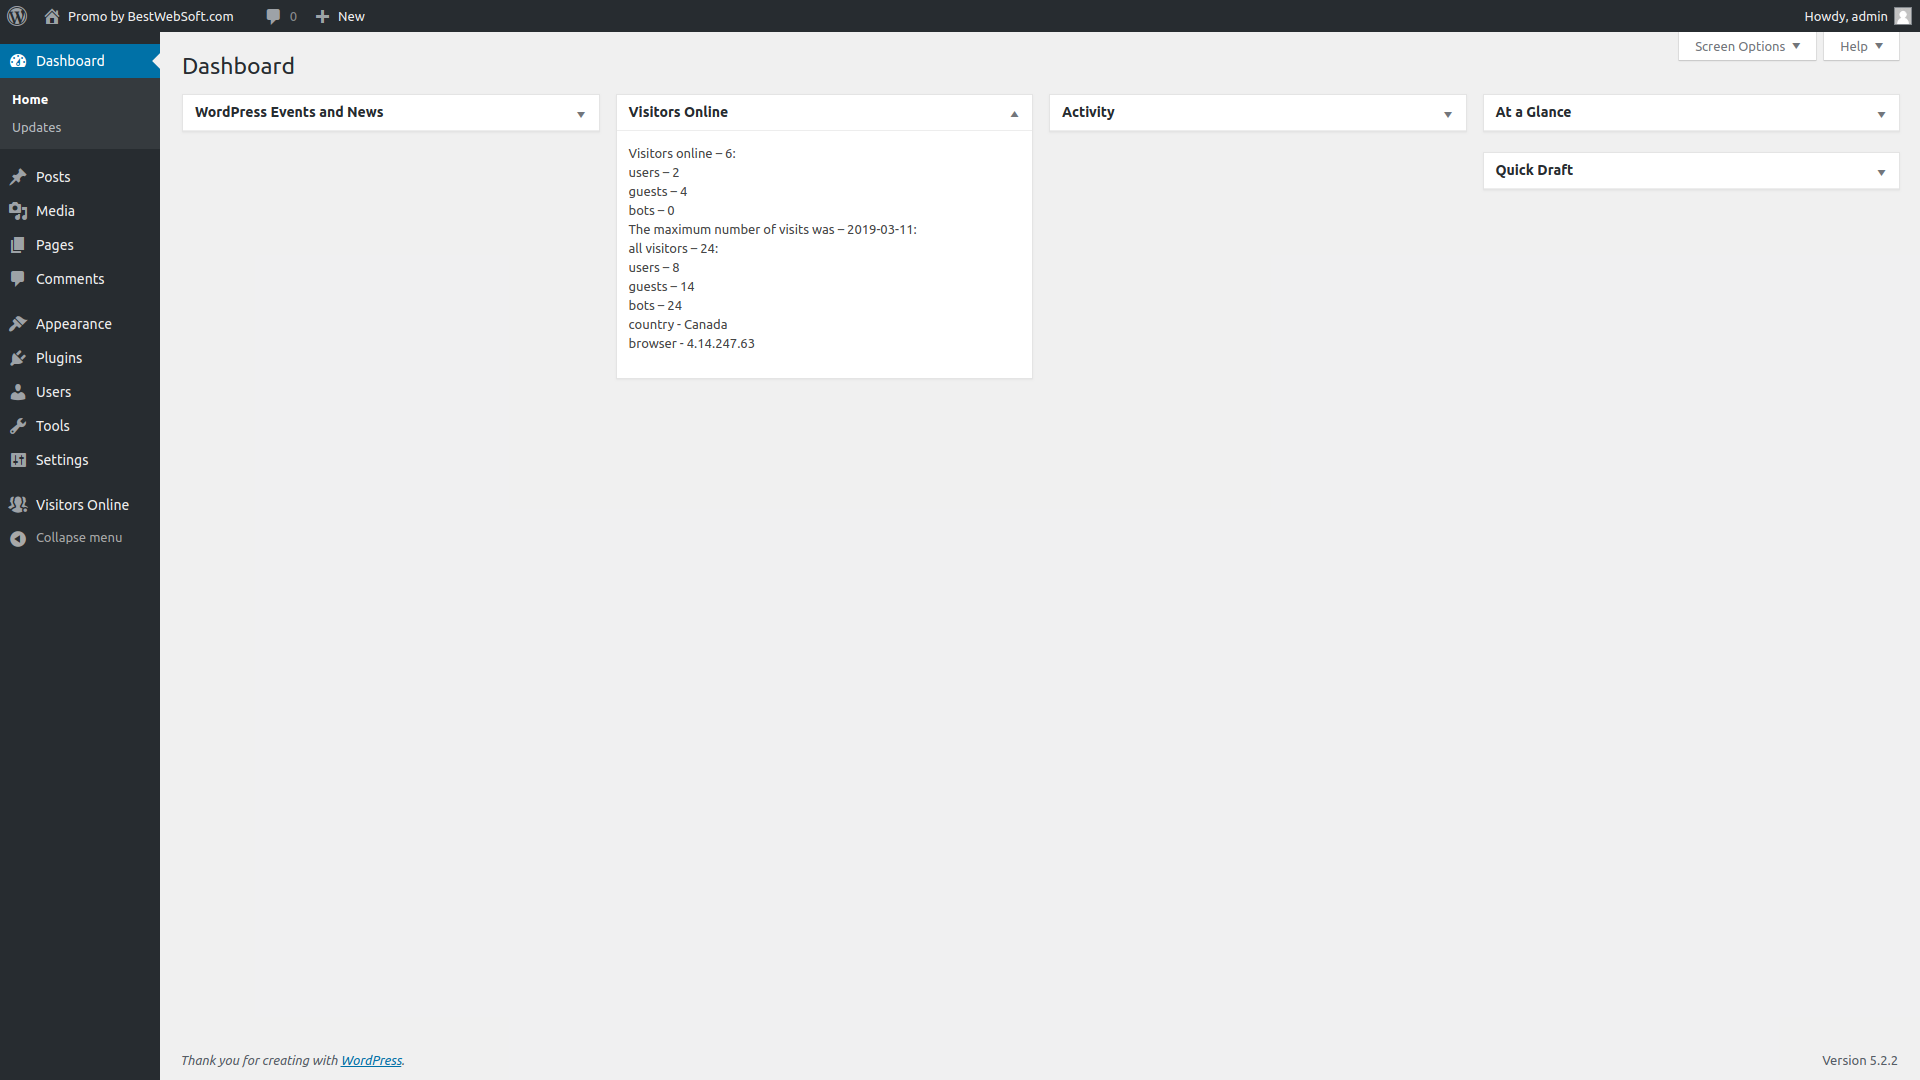 Promo by BestWebSoft.com 0 New Howdy, admin
Screen Options Help
Dashboard
Home
Updates
Posts
Media
Pages
Comments
Appearance
Plugins
Users
Tools
Settings
Visitors Online
Collapse menu
Dashboard
WordPress Events and News
Visitors Online
Visitors online – 6:
users – 2
guests – 4
bots – 0
The maximum number of visits was – 2019-03-11:
all visitors – 24:
users – 8
guests – 14
bots – 24
country - Canada
browser - 4.14.247.63
Activity
At a Glance
Quick Draft
Thank you for creating with WordPress.
Version 5.2.2